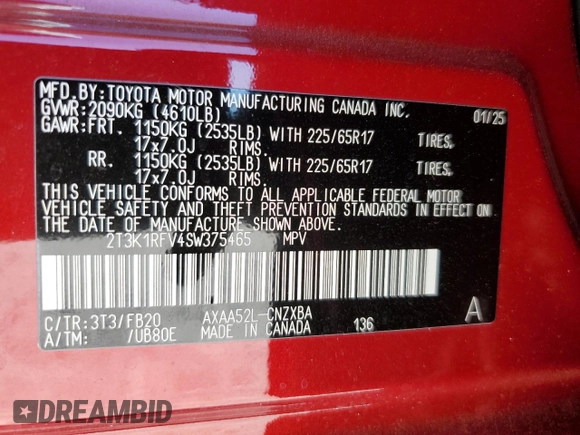 MFD.BY:TOYOTA MOTOR MANUFACTURING CANADA INC.
GVWR:2090KG (4610LB) 01/25
GAWR:FRT. 1150KG (2535LB) WITH 225/65R17 TIRES,
17x7.0J RIMS.
RR. 1150KG (2535LB) WITH 225/65R17 TIRES,
17x7.0J RIMS.
THIS VEHICLE CONFORMS TO ALL APPLICABLE FEDERAL MOTOR
VEHICLE SAFETY AND THEFT PREVENTION STANDARDS IN EFFECT ON
THE DATE OF MANUFACTURE SHOWN ABOVE.
2T3K1RFV4SW375465 MPV
C/TR:3T3/FB20 AXAA52L-CNZXBA A
A/TM: /UB80E MADE IN CANADA 136
DREAMBID